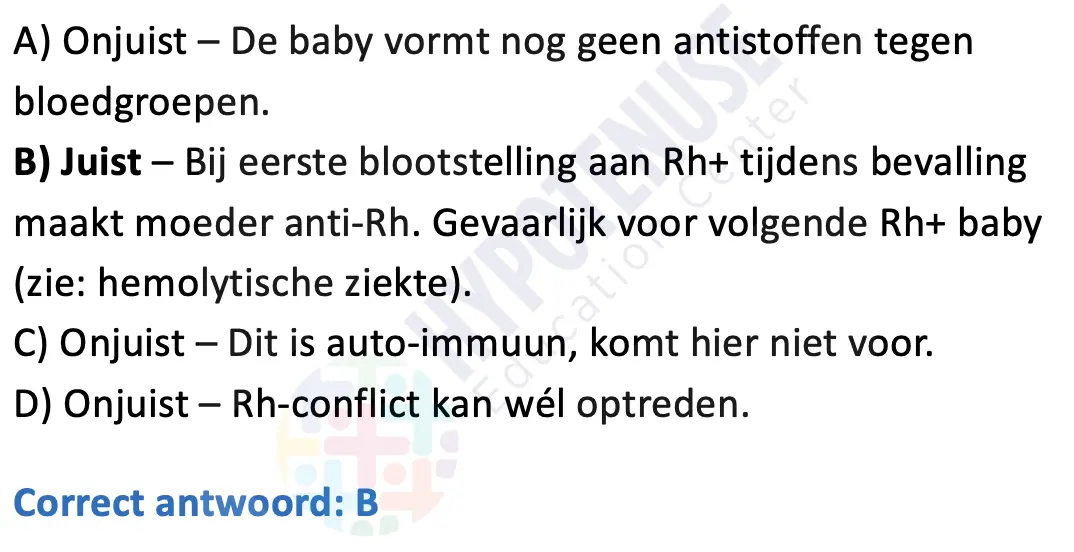 A) Onjuist – De baby vormt nog geen antistoffen tegen
bloedgroepen.
B) Juist – Bij eerste blootstelling aan Rh+ tijdens bevalling
maakt moeder anti-Rh. Gevaarlijk voor volgende Rh+ baby
(zie: hemolytische ziekte).
C) Onjuist – Dit is auto-immuun, komt hier niet voor.
D) Onjuist – Rh-conflict kan wél optreden.
Correct antwoord: B
HYPOTENUSE
Education Center